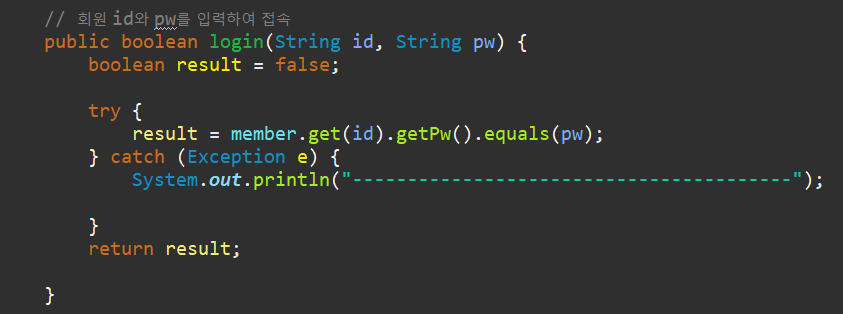 // 회원 id와 pw를 입력하여 접속
public boolean login(String id, String pw) {
boolean result = false;
try {
result = member.get(id).getPw().equals(pw);
} catch (Exception e) {
System.out.println("----------------------------------------");
}
return result;
}